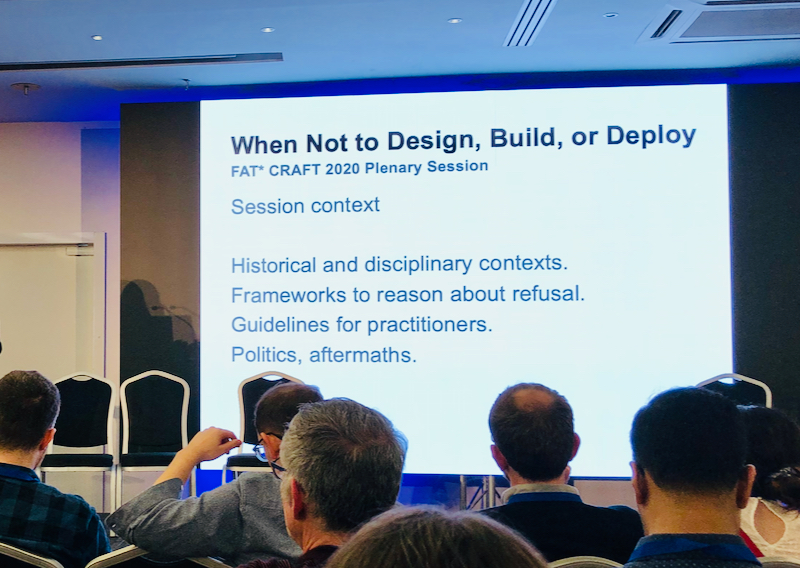 When Not to Design, Build, or Deploy
FAT* CRAFT 2020 Plenary Session
Session context
Historical and disciplinary contexts.
Frameworks to reason about refusal.
Guidelines for practitioners.
Politics, aftermaths.